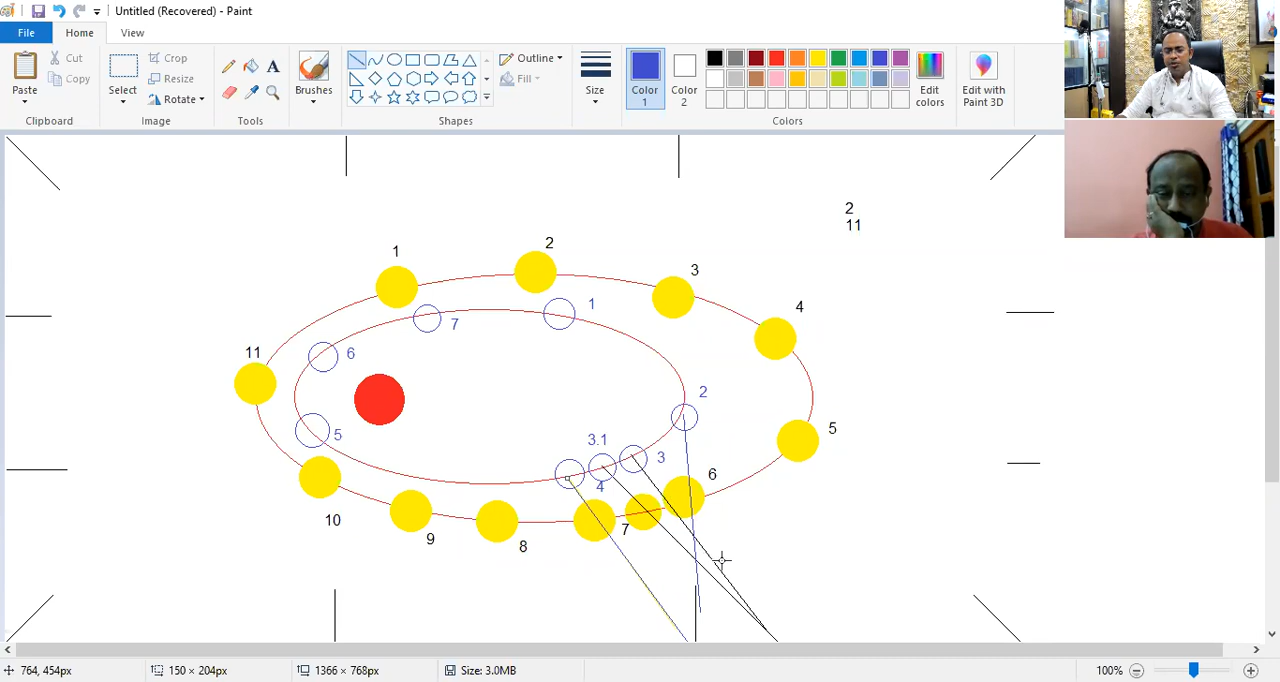 Untitled (Recovered) - Paint
File
Home
View
Paste
Cut
Copy
Clipboard
Select
Crop
Resize
Rotate
Image
A
Tools
Brushes
Outline
Fill
Shapes
Size
Color
1
Color
2
Edit
colors
Edit with
Paint 3D
Colors
2
11
1
2
3
4
5
6
7
8
9
10
11
1
2
3
3.1
4
5
6
7
764, 454px
150 × 204px
1366 × 768px
Size: 3.0MB
100%